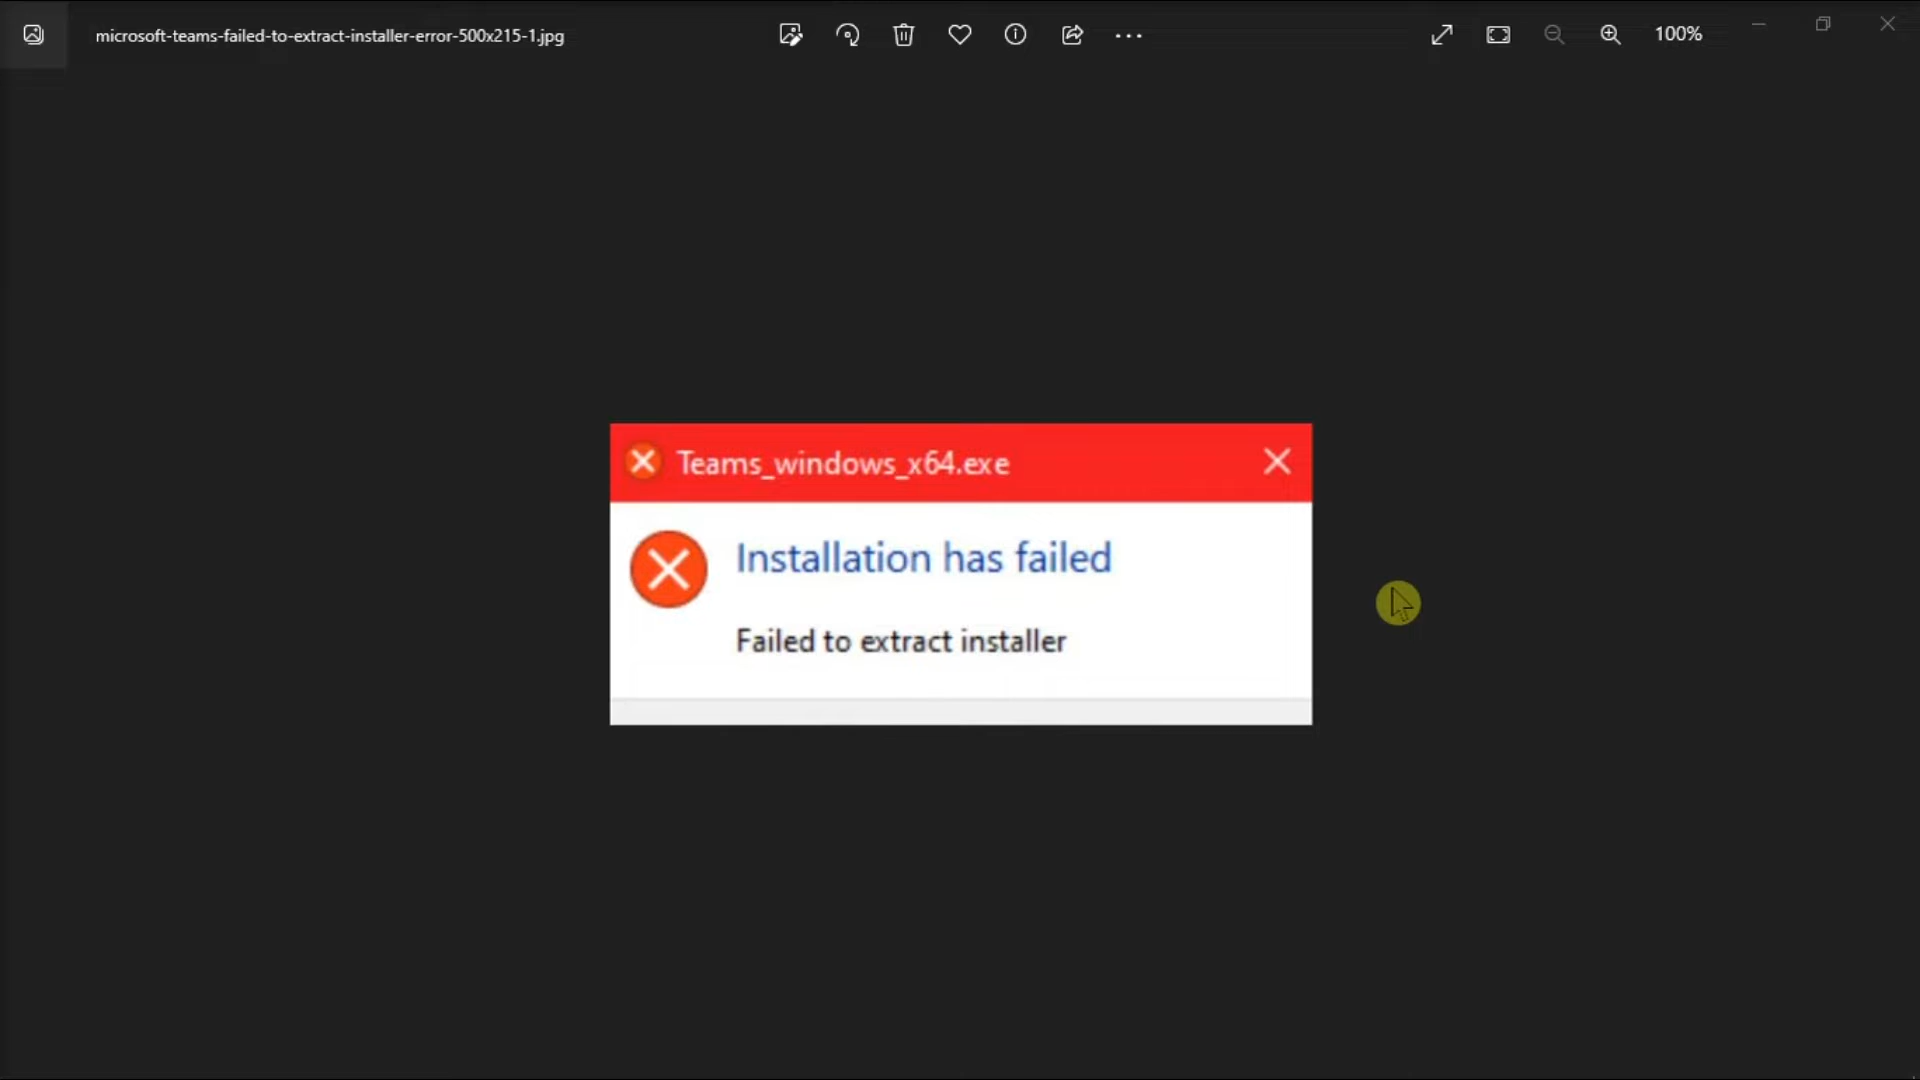 microsoft-teams-failed-to-extract-installer-error-500x215-1.jpg
100%
Teams_windows_x64.exe
Installation has failed
Failed to extract installer